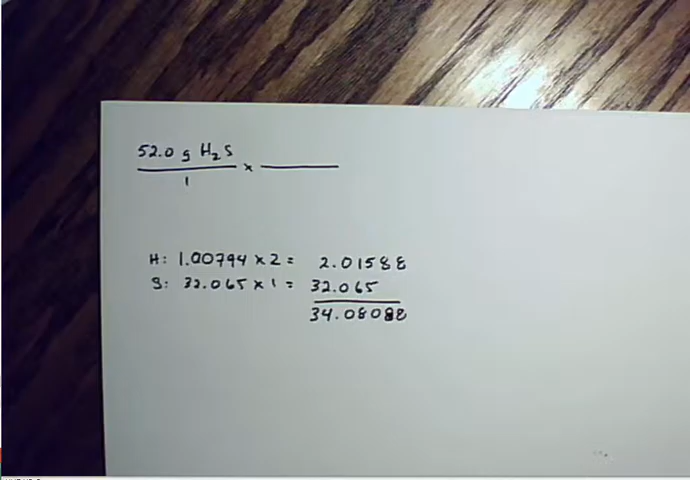 52.0 g H₂S
1 ×
H: 1.00794 × 2 = 2.01588
S: 32.065 × 1 = 32.065
34.08088